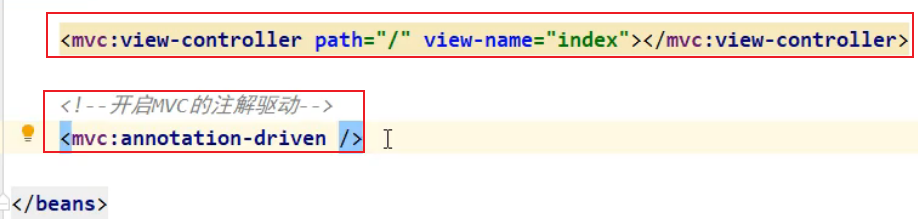 <mvc:view-controller path="/" view-name="index"></mvc:view-controller>
<!--开启MVC的注解驱动-->
<mvc:annotation-driven />
</beans>